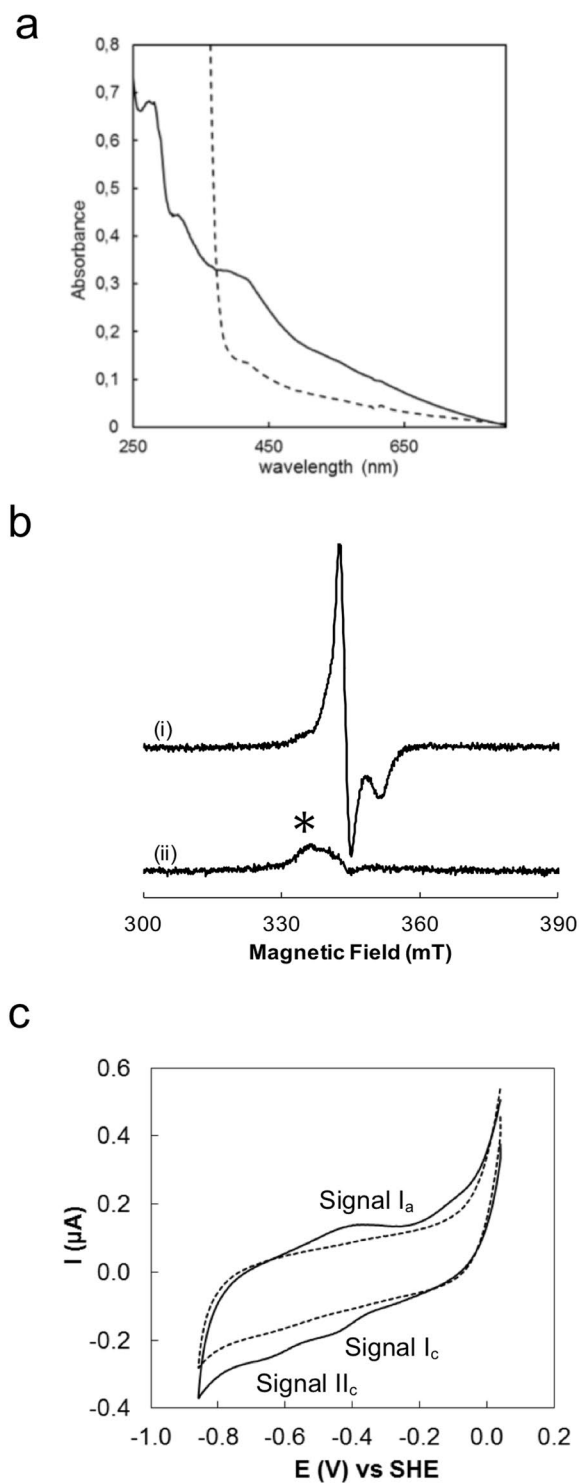 a
0,8
0,7
0,6
0,5
0,4
0,3
0,2
0,1
0
Absorbance
250
450
650
wavelength (nm)
b
(i)
*
(ii)
300
330
360
390
Magnetic Field (mT)
c
0.6
0.4
0.2
0.0
-0.2
-0.4
I (µA)
Signal Ia
Signal Ic
Signal IIc
-1.0
-0.8
-0.6
-0.4
-0.2
0.0
0.2
E (V) vs SHE